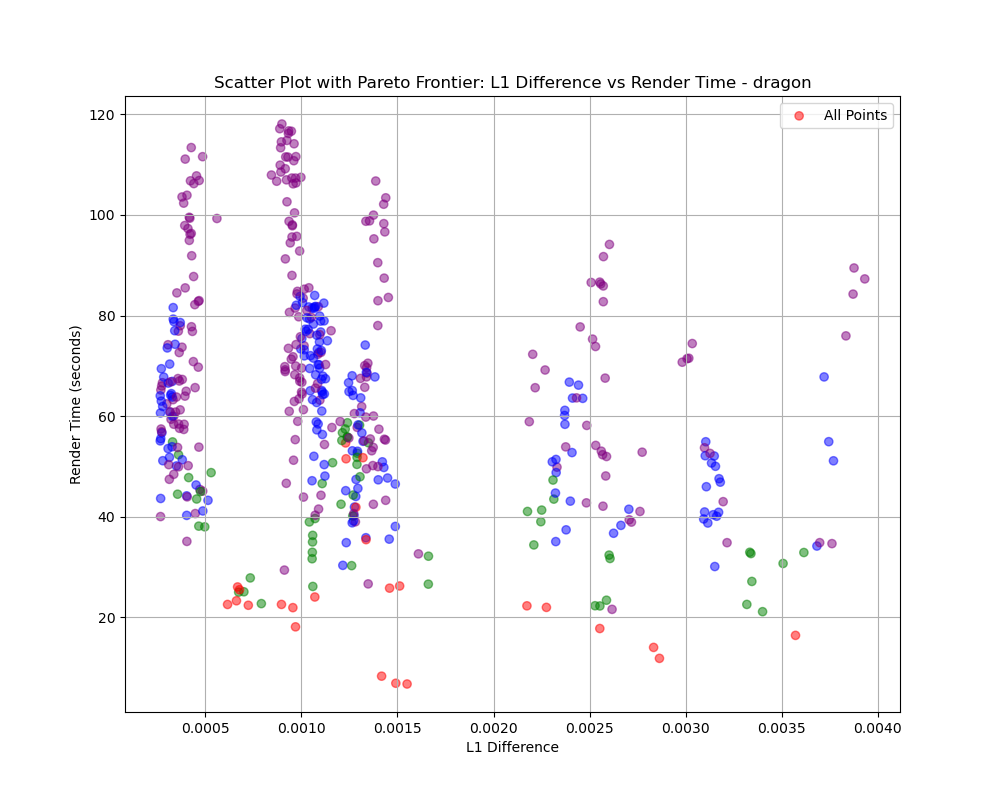 Scatter Plot with Pareto Frontier: L1 Difference vs Render Time - dragon
All Points
Render Time (seconds)
120
100
80
60
40
20
0.0005 0.0010 0.0015 0.0020 0.0025 0.0030 0.0035 0.0040
L1 Difference